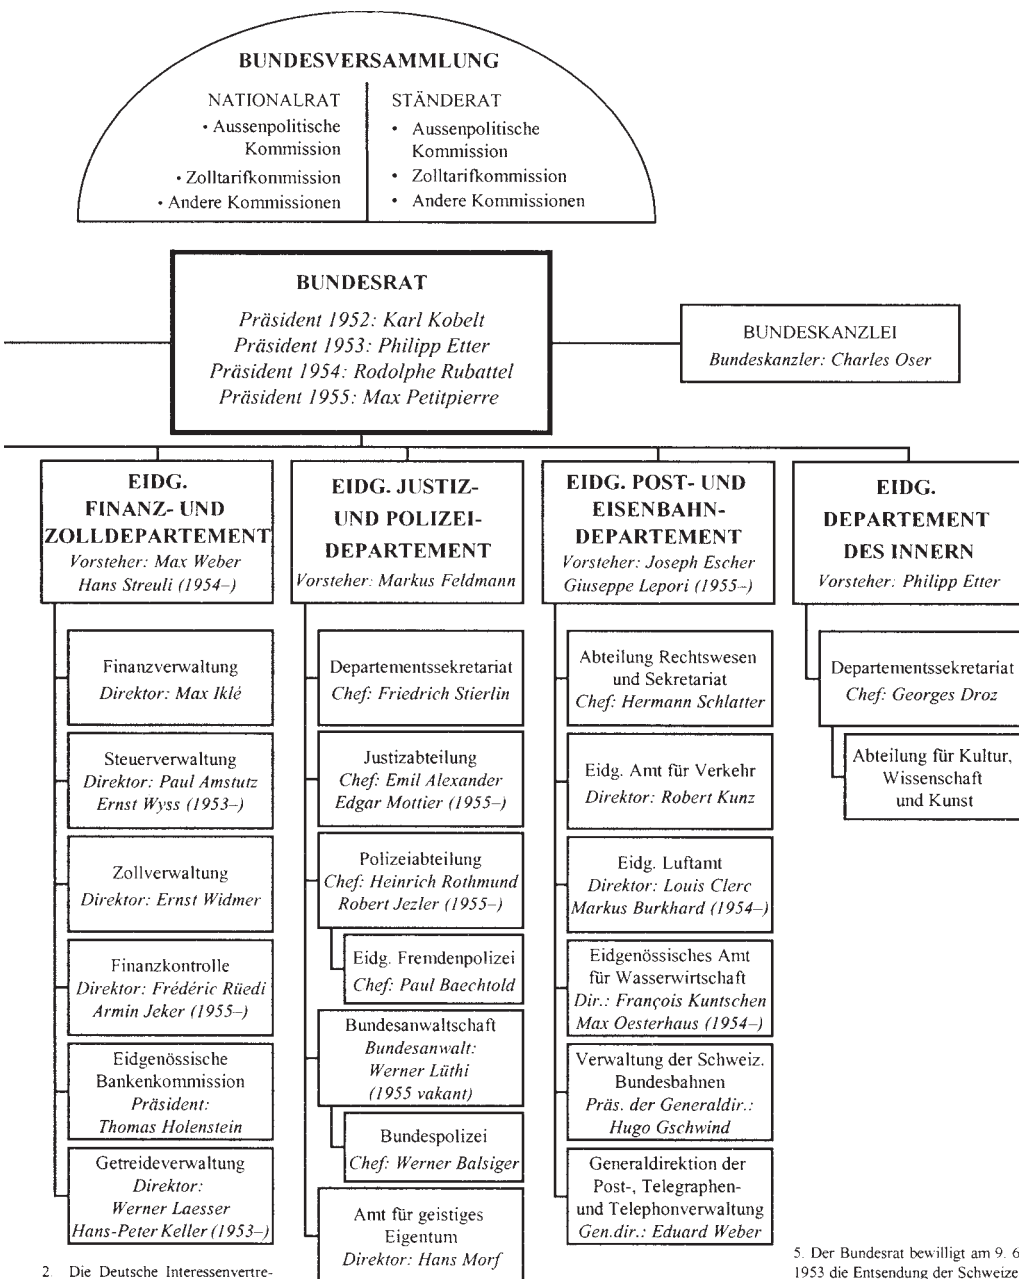 BUNDESVERSAMMLUNG
NATIONALRAT
• Aussenpolitische
Kommission
• Zolltarifkommission
• Andere Kommissionen
STÄNDERAT
• Aussenpolitische
Kommission
• Zolltarifkommission
• Andere Kommissionen
BUNDESRAT
Präsident 1952: Karl Kobelt
Präsident 1953: Philipp Etter
Präsident 1954: Rodolphe Rubattel
Präsident 1955: Max Petitpierre
BUNDESKANZLEI
Bundeskanzler: Charles Oser
EIDG.
FINANZ- UND
ZOLLDEPARTEMENT
Vorsteher: Max Weber
Hans Streuli (1954–)
Finanzverwaltung
Direktor: Max Iklé
Steuerverwaltung
Direktor: Paul Amstutz
Ernst Wyss (1953–)
Zollverwaltung
Direktor: Ernst Widmer
Finanzkontrolle
Direktor: Frédéric Rüedi
Armin Jeker (1955–)
Eidgenössische
Bankenkommission
Präsident:
Thomas Holenstein
Getreideverwaltung
Direktor:
Werner Laesser
Hans-Peter Keller (1953–)
EIDG. JUSTIZ-
UND POLIZEI-
DEPARTEMENT
Vorsteher: Markus Feldmann
Departementssekretariat
Chef: Friedrich Stierlin
Justizabteilung
Chef: Emil Alexander
Edgar Mottier (1955–)
Polizeiabteilung
Chef: Heinrich Rothmund
Robert Jezler (1955–)
Eidg. Fremdenpolizei
Chef: Paul Baechtold
Bundesanwaltschaft
Bundesanwalt:
Werner Lüthi
(1955 vakant)
Bundespolizei
Chef: Werner Balsiger
Amt für geistiges
Eigentum
Direktor: Hans Morf
EIDG. POST- UND
EISENBAHN-
DEPARTEMENT
Vorsteher: Joseph Escher
Giuseppe Lepori (1955–)
Abteilung Rechtswesen
und Sekretariat
Chef: Hermann Schlatter
Eidg. Amt für Verkehr
Direktor: Robert Kunz
Eidg. Luftamt
Direktor: Louis Clerc
Markus Burkhard (1954–)
Eidgenössisches Amt
für Wasserwirtschaft
Dir.: François Kuntschen
Max Oesterhaus (1954–)
Verwaltung der Schweiz.
Bundesbahnen
Präs. der Generaldir.:
Hugo Gschwind
Generaldirektion der
Post-, Telegraphen-
und Telephonverwaltung
Gen.dir.: Eduard Weber
EIDG.
DEPARTEMENT
DES INNERN
Vorsteher: Philipp Etter
Departementssekretariat
Chef: Georges Droz
Abteilung für Kultur,
Wissenschaft
und Kunst
2. Die Deutsche Interessenvertre-
5. Der Bundesrat bewilligt am 9. 6
1953 die Entsendung der Schweize